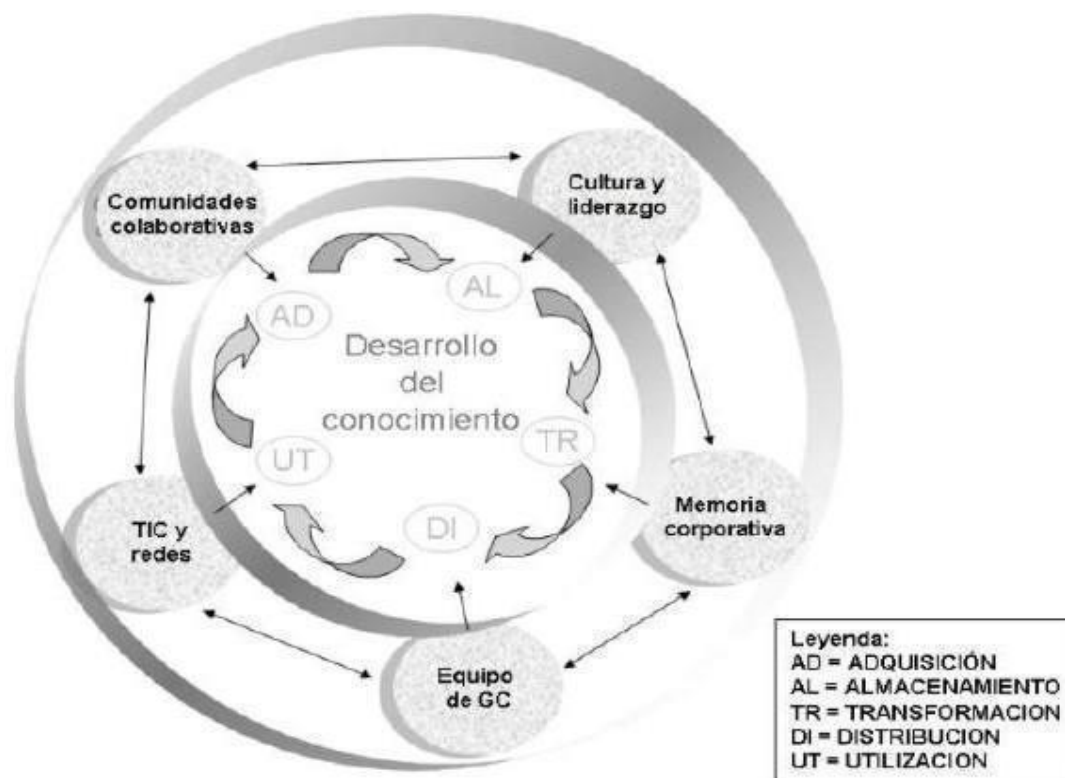 Comunidades
colaborativas
Cultura y
liderazgo
AD
AL
Desarrollo
del
conocimiento
TR
UT
DI
TIC y
redes
Memoria
corporativa
Equipo
de GC
Leyenda:
AD = ADQUISICIÓN
AL = ALMACENAMIENTO
TR = TRANSFORMACION
DI = DISTRIBUCION
UT = UTILIZACION